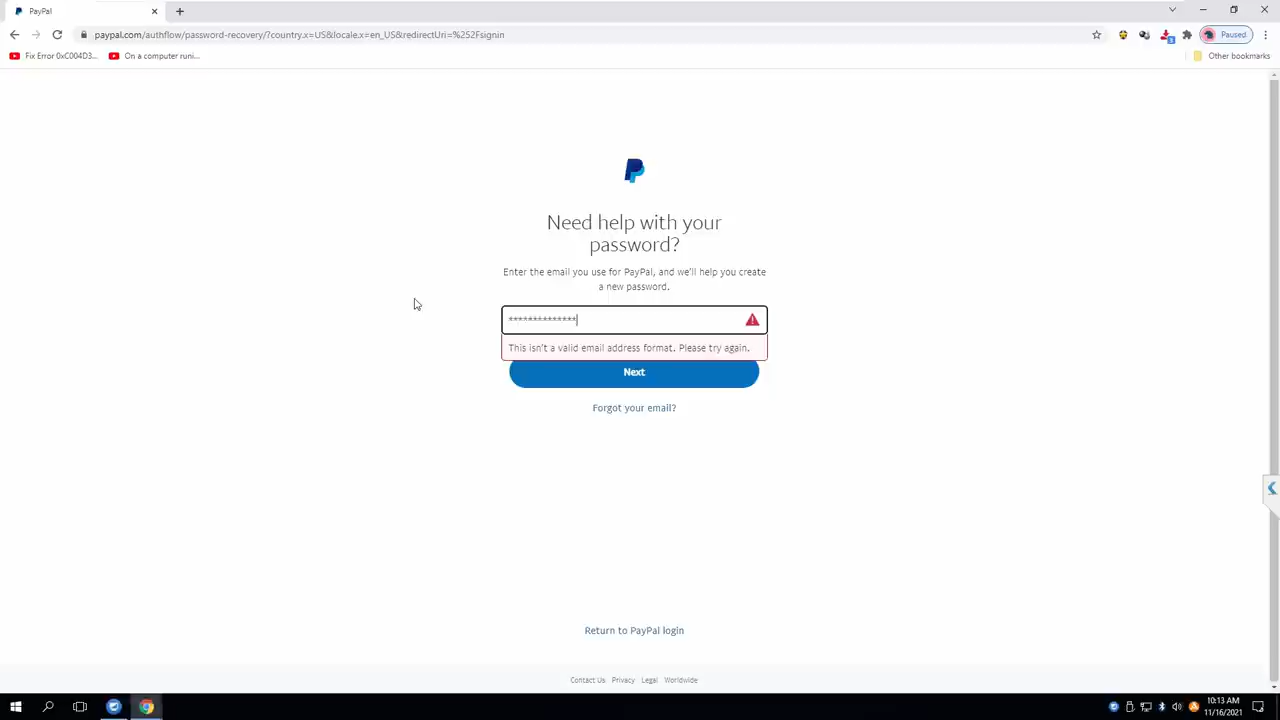 PayPal
paypal.com/authflow/password-recovery/?country.x=US&locale.x=en_US&redirectUri=%252Fsignin
Paused
Fix Error 0xC004D3...
On a computer runi...
Other bookmarks
Need help with your
password?
Enter the email you use for PayPal, and we'll help you create
a new password.
**************
This isn't a valid email address format. Please try again.
Next
Forgot your email?
Return to PayPal login
Contact Us Privacy Legal Worldwide
10:13 AM
11/16/2021